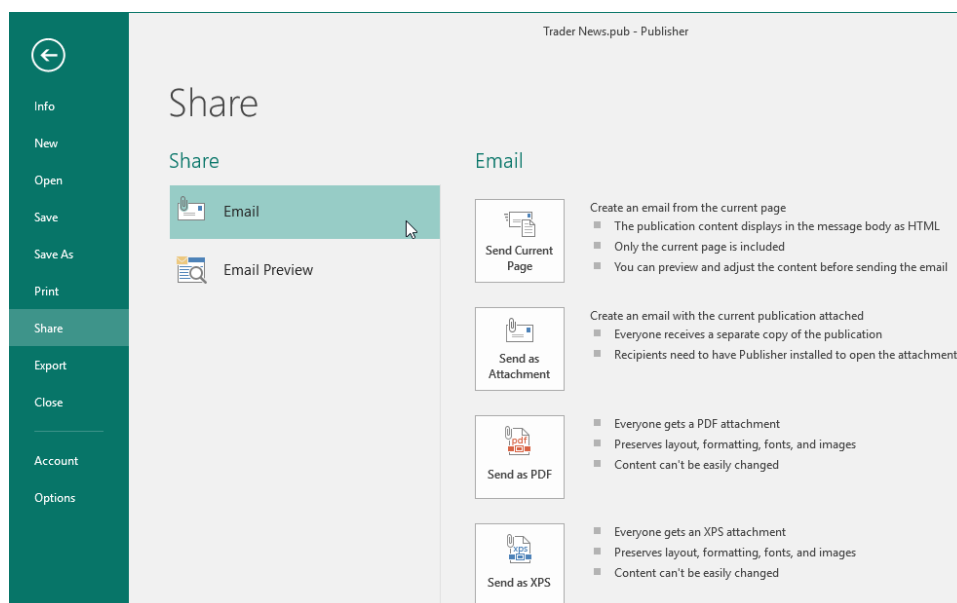 Trader News.pub - Publisher
Info
New
Open
Save
Save As
Print
Share
Export
Close
Account
Options
Share
Share
Email
Email Preview
Email
Send Current
Page
Create an email from the current page
The publication content displays in the message body as HTML
Only the current page is included
You can preview and adjust the content before sending the email
Send as
Attachment
Create an email with the current publication attached
Everyone receives a separate copy of the publication
Recipients need to have Publisher installed to open the attachment
pdf
Send as PDF
Everyone gets a PDF attachment
Preserves layout, formatting, fonts, and images
Content can't be easily changed
xps
Send as XPS
Everyone gets an XPS attachment
Preserves layout, formatting, fonts, and images
Content can't be easily changed